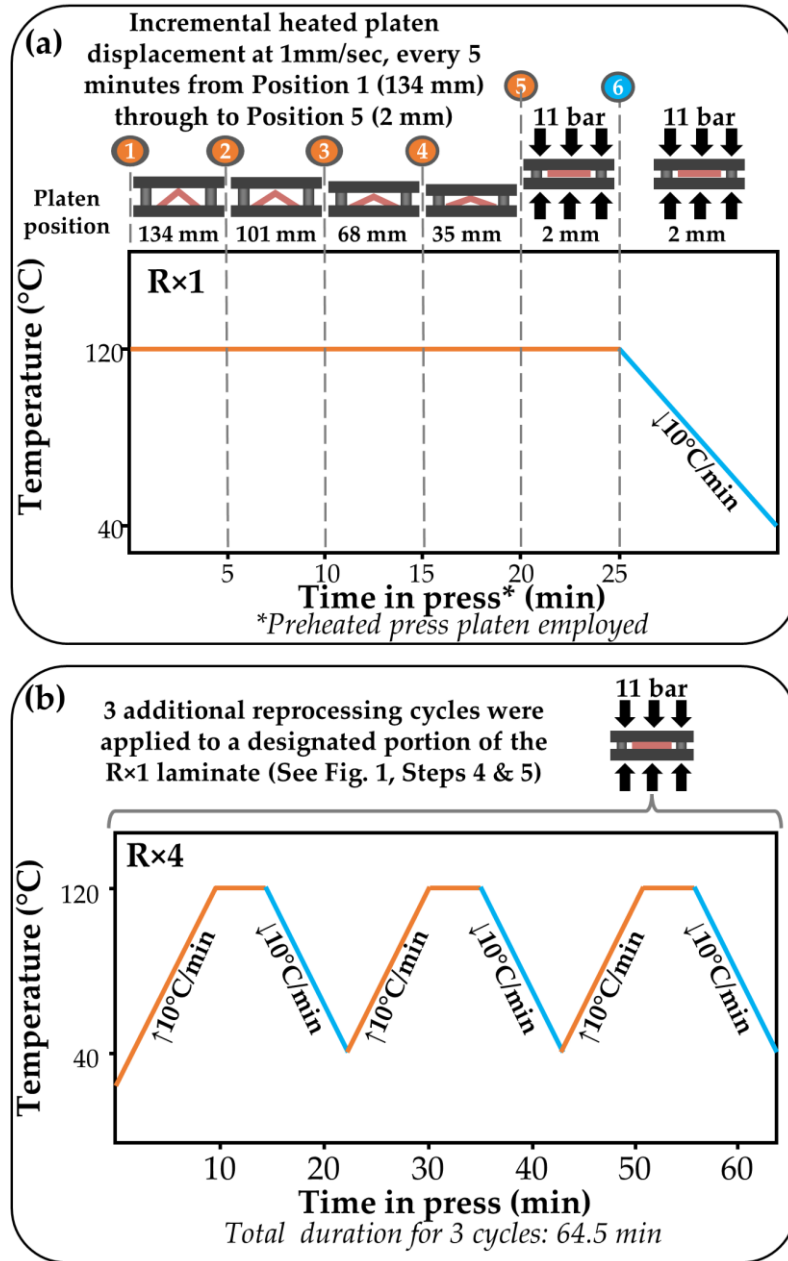 (a)
Incremental heated platen
displacement at 1mm/sec, every 5
minutes from Position 1 (134 mm)
through to Position 5 (2 mm)
5
6
11 bar
11 bar
1
2
3
4
Platen
position
134 mm
101 mm
68 mm
35 mm
2 mm
2 mm
R×1
Temperature (°C)
120
40
↓10°C/min
5
10
15
20
25
Time in press* (min)
*Preheated press platen employed
(b)
3 additional reprocessing cycles were
applied to a designated portion of the
R×1 laminate (See Fig. 1, Steps 4 & 5)
11 bar
R×4
Temperature (°C)
120
40
↑10°C/min
↓10°C/min
↑10°C/min
↓10°C/min
↑10°C/min
↓10°C/min
10
20
30
40
50
60
Time in press (min)
Total duration for 3 cycles: 64.5 min